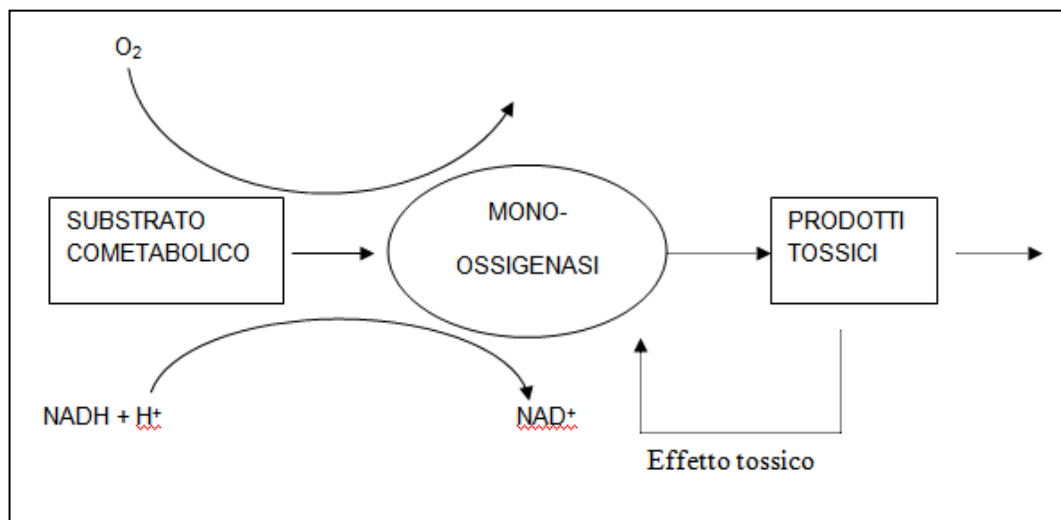 O₂
SUBSTRATO
COMETABOLICO
MONO-
OSSIGENASI
PRODOTTI
TOSSICI
NADH + H⁺
NAD⁺
Effetto tossico